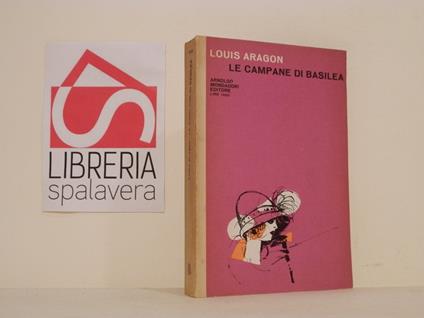 LIBRERIA
spalavera
LOUIS ARAGON
LE CAMPANE DI BASILEA
ARNOLDO
MONDADORI
EDITORE